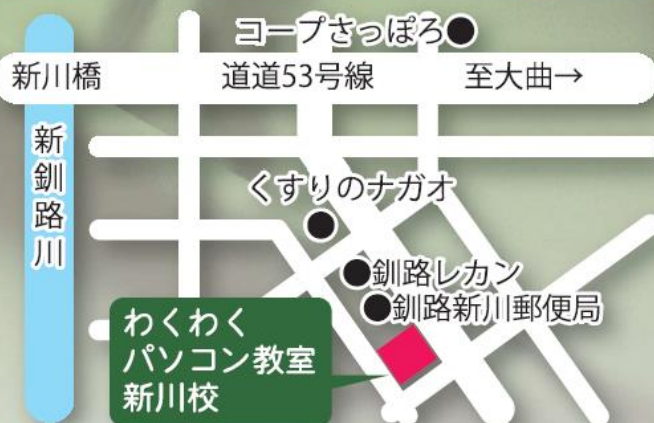 コープさっぽろ●
新川橋
道道53号線
至大曲→
新釧路川
くすりのナガオ
●
●釧路レカン
●釧路新川郵便局
わくわく
パソコン教室
新川校